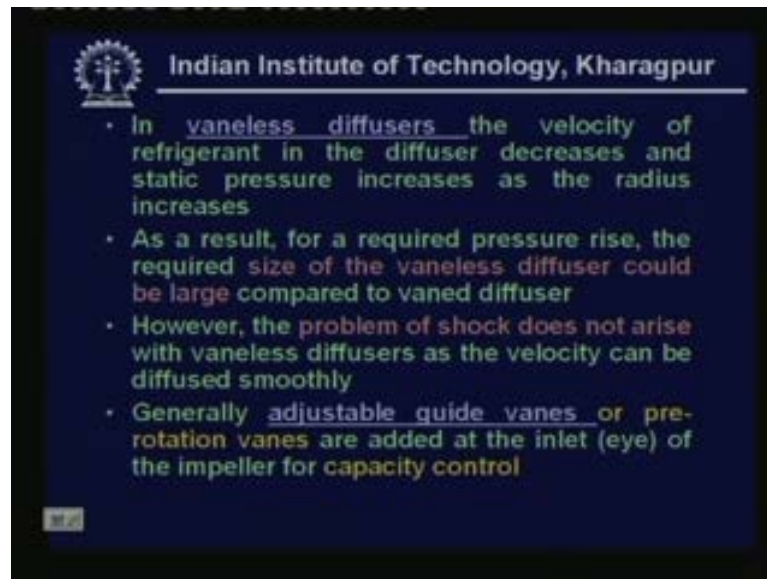 Indian Institute of Technology, Kharagpur
• In vaneless diffusers the velocity of
refrigerant in the diffuser decreases and
static pressure increases as the radius
increases
• As a result, for a required pressure rise, the
required size of the vaneless diffuser could
be large compared to vaned diffuser
• However, the problem of shock does not arise
with vaneless diffusers as the velocity can be
diffused smoothly
• Generally adjustable guide vanes or pre-
rotation vanes are added at the inlet (eye) of
the impeller for capacity control